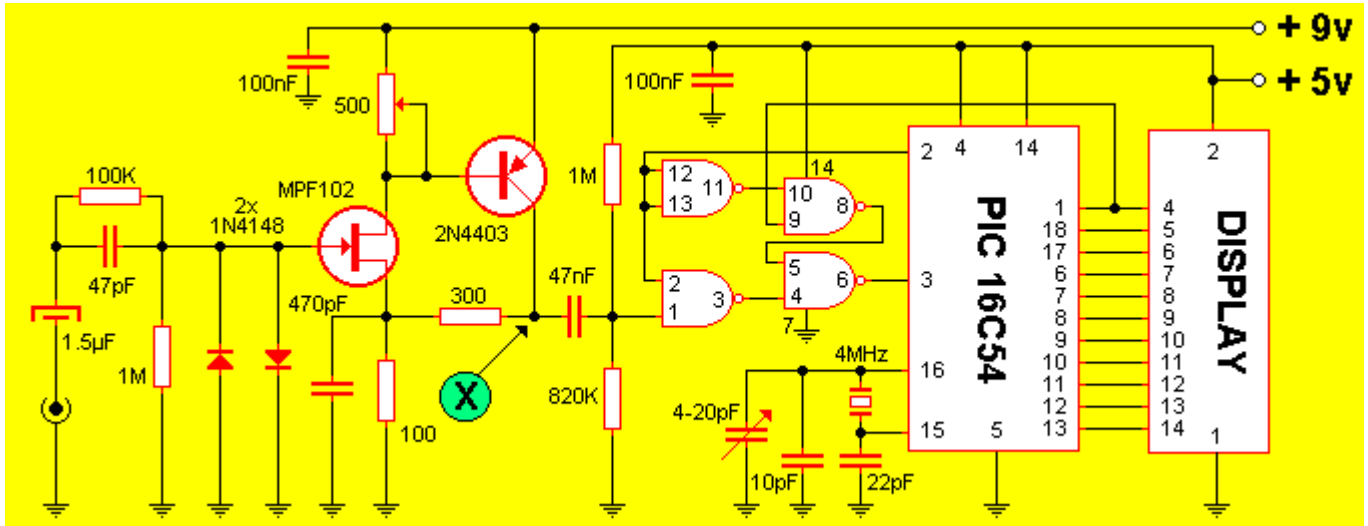 + 9v
100nF
500
100nF
+ 5v
2
4
14
2
14
100K
MPF102
12
13
11
10
9
8
1M
2N4403
2x
1N4148
47pF
1
18
17
6
7
8
9
10
11
12
13
4
5
6
7
8
9
10
11
12
13
14
PIC 16C54
DISPLAY
47nF
2
1
3
5
4
6
3
470pF
300
7
1.5µF
1M
X
820K
100
4MHz
16
4-20pF
15
10pF
22pF
5
1